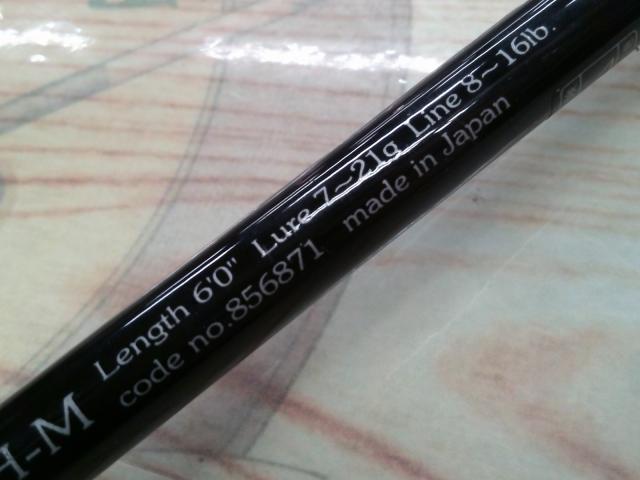 H-M
Length 6'0" Lure 7~21g Line 8~16lb.
code no.856871 made in Japan